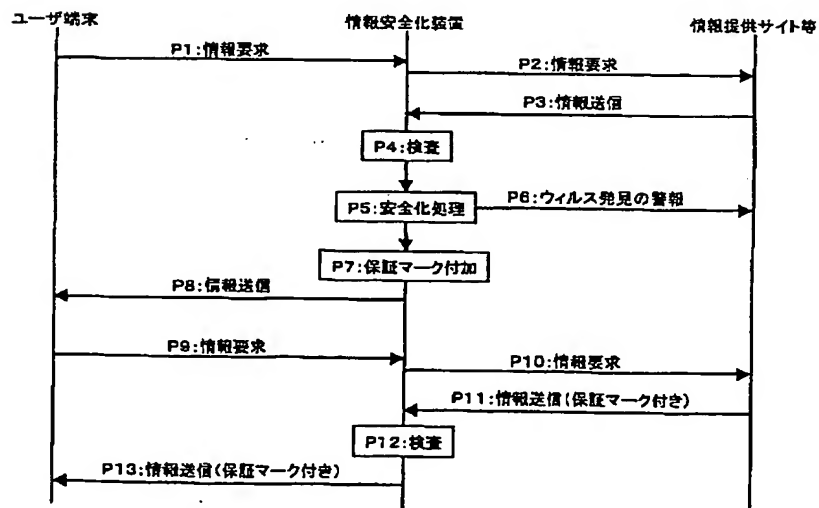 ユーザ端末
情報安全化装置
情報提供サイト等
P1:情報要求
P2:情報要求
P3:情報送信
P4:検査
P5:安全化処理
P6:ウィルス発見の警報
P7:保証マーク付加
P8:情報送信
P9:情報要求
P10:情報要求
P11:情報送信(保証マーク付き)
P12:検査
P13:情報送信(保証マーク付き)